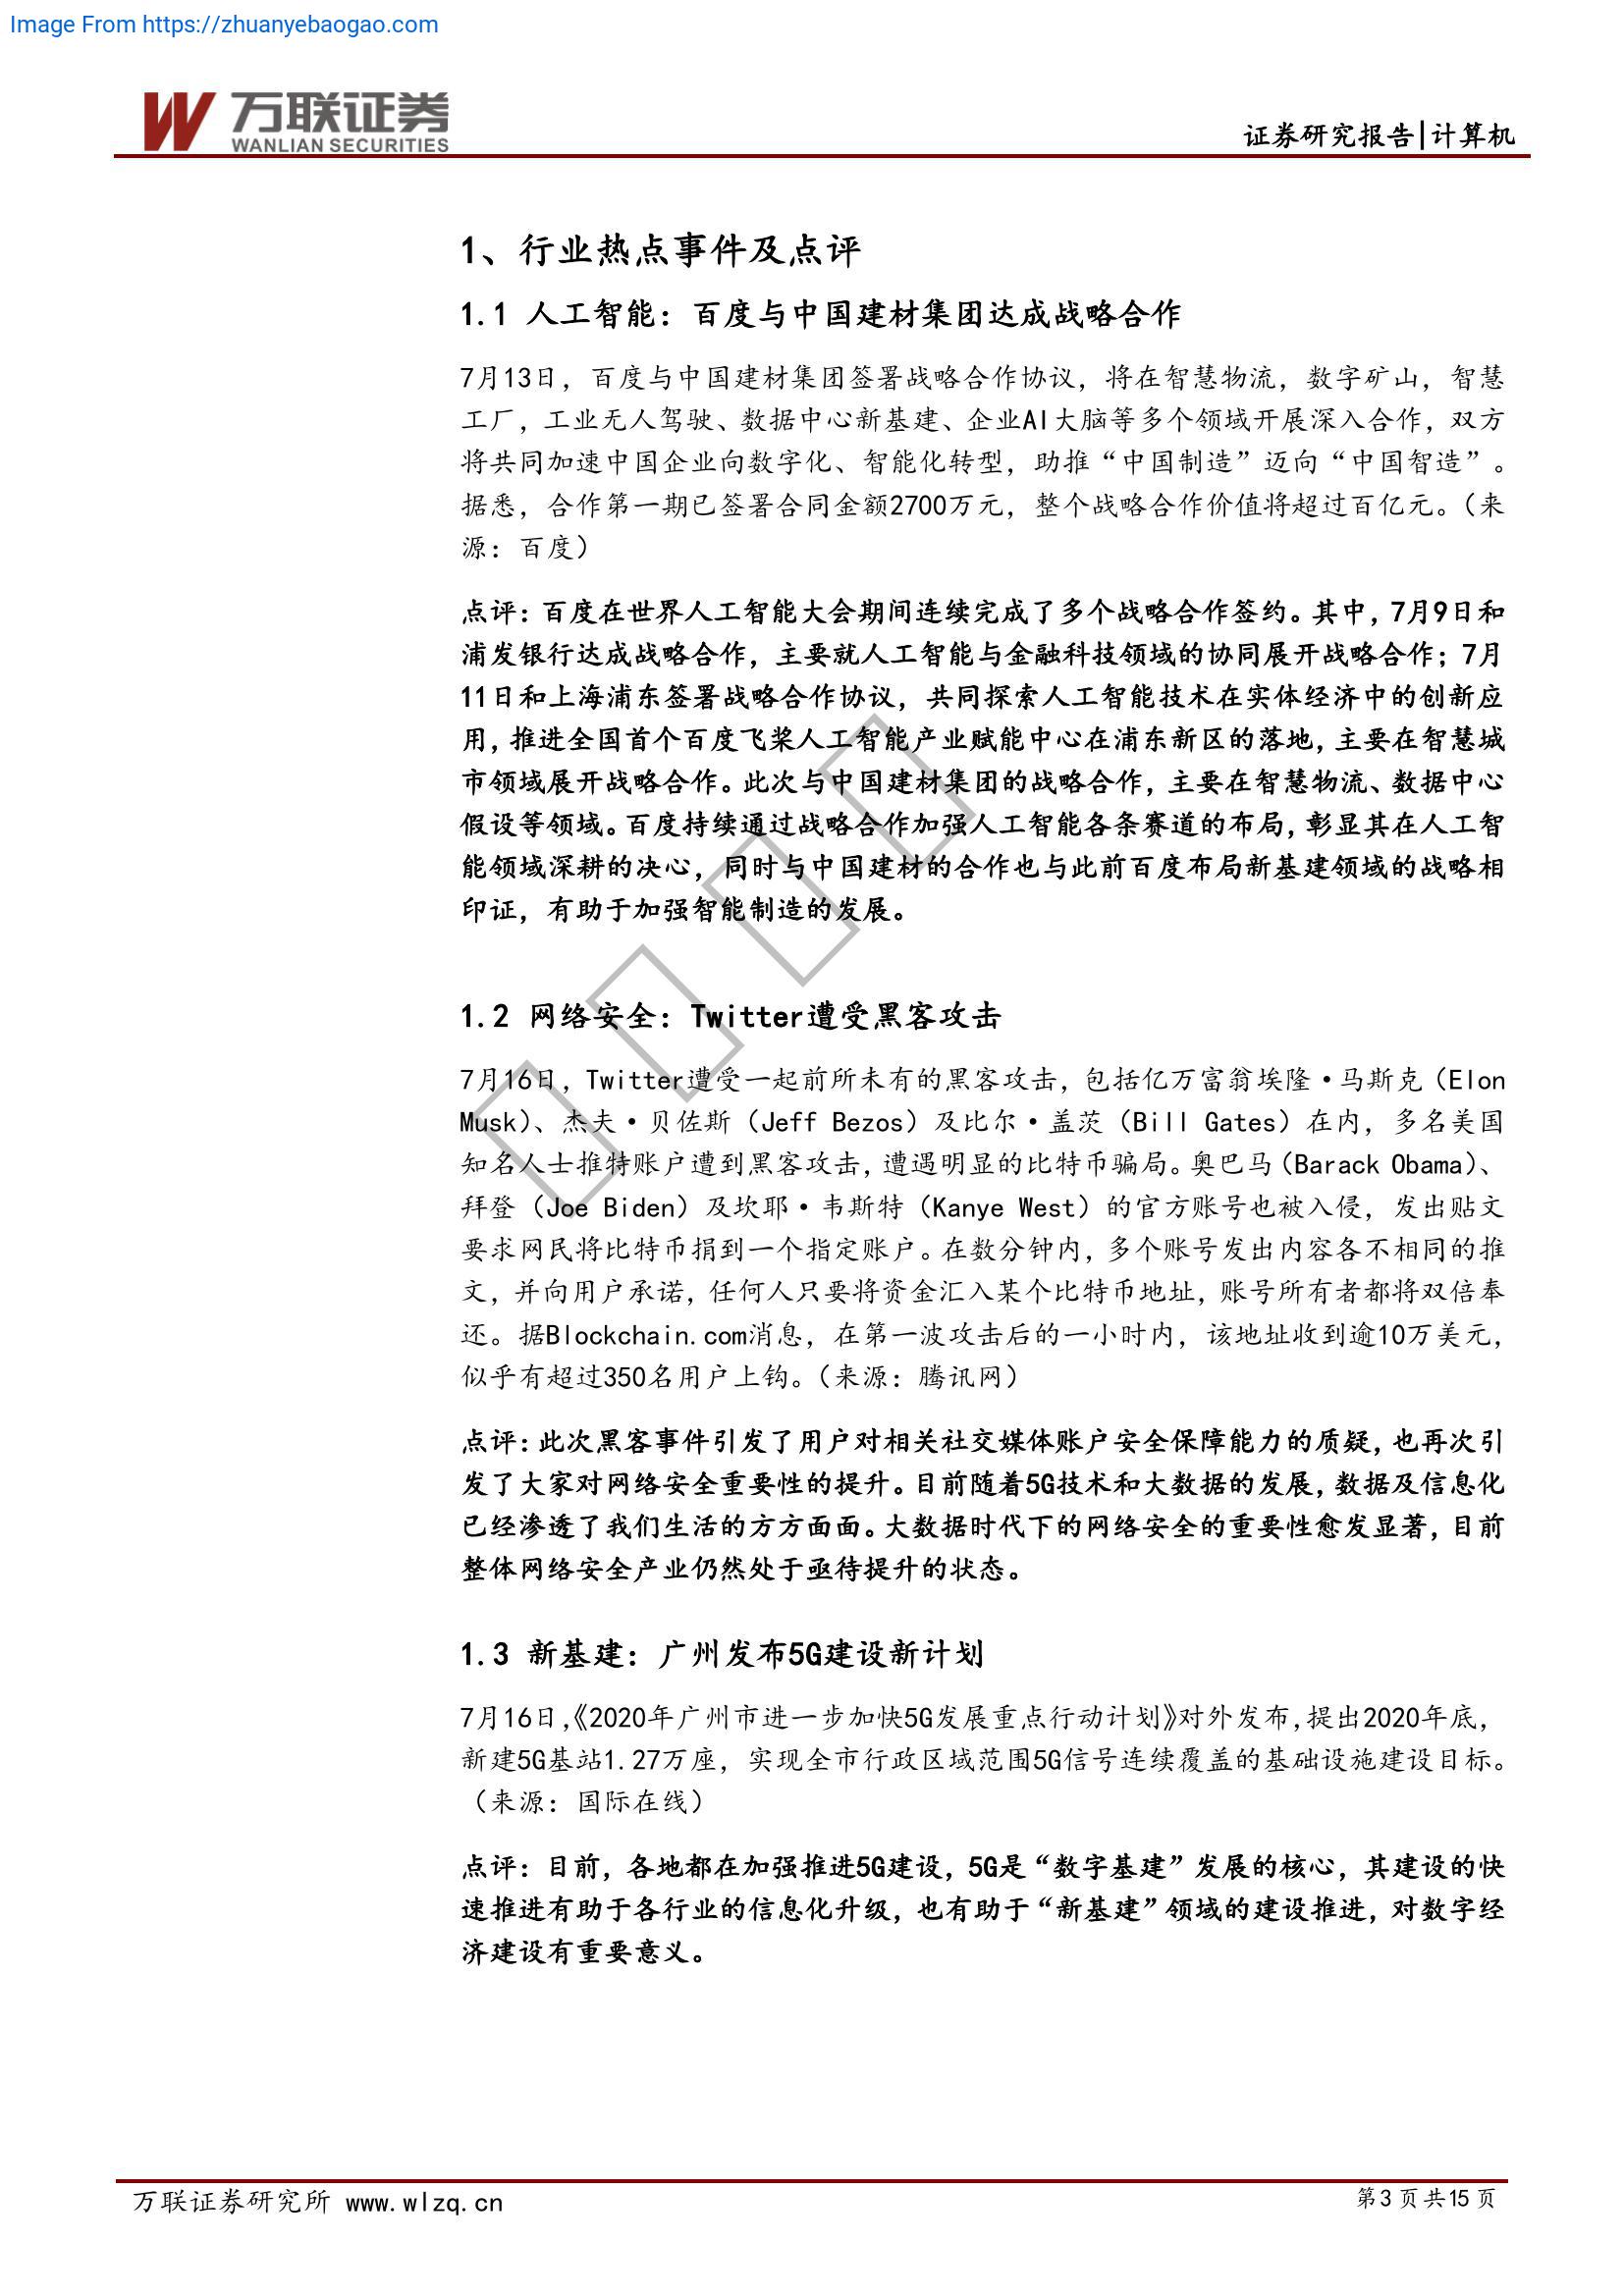 Image From https://zhuanyebaogao.com
万联证券
WANLIAN SECURITIES
证券研究报告|计算机
1、行业热点事件及点评
1.1 人工智能：百度与中国建材集团达成战略合作
7月13日，百度与中国建材集团签署战略合作协议，将在智慧物流，数字矿山，智慧
工厂，工业无人驾驶、数据中心新基建、企业AI大脑等多个领域开展深入合作，双方
将共同加速中国企业向数字化、智能化转型，助推“中国制造”迈向“中国智造”。
据悉，合作第一期已签署合同金额2700万元，整个战略合作价值将超过百亿元。（来
源：百度）
点评：百度在世界人工智能大会期间连续完成了多个战略合作签约。其中，7月9日和
浦发银行达成战略合作，主要就人工智能与金融科技领域的协同展开战略合作；7月
11日和上海浦东签署战略合作协议，共同探索人工智能技术在实体经济中的创新应
用，推进全国首个百度飞桨人工智能产业赋能中心在浦东新区的落地，主要在智慧城
市领域展开战略合作。此次与中国建材集团的战略合作，主要在智慧物流、数据中心
假设等领域。百度持续通过战略合作加强人工智能各条赛道的布局，彰显其在人工智
能领域深耕的决心，同时与中国建材的合作也与此前百度布局新基建领域的战略相
印证，有助于加强智能制造的发展。
1.2 网络安全：Twitter遭受黑客攻击
7月16日，Twitter遭受一起前所未有的黑客攻击，包括亿万富翁埃隆·马斯克（Elon
Musk）、杰夫·贝佐斯（Jeff Bezos）及比尔·盖茨（Bill Gates）在内，多名美国
知名人士推特账户遭到黑客攻击，遭遇明显的比特币骗局。奥巴马（Barack Obama）、
拜登（Joe Biden）及坎耶·韦斯特（Kanye West）的官方账号也被入侵，发出贴文
要求网民将比特币捐到一个指定账户。在数分钟内，多个账号发出内容各不相同的推
文，并向用户承诺，任何人只要将资金汇入某个比特币地址，账号所有者都将双倍奉
还。据Blockchain.com消息，在第一波攻击后的一小时内，该地址收到逾10万美元，
似乎有超过350名用户上钩。（来源：腾讯网）
点评：此次黑客事件引发了用户对相关社交媒体账户安全保障能力的质疑，也再次引
发了大家对网络安全重要性的提升。目前随着5G技术和大数据的发展，数据及信息化
已经渗透了我们生活的方方面面。大数据时代下的网络安全的重要性愈发显著，目前
整体网络安全产业仍然处于亟待提升的状态。
1.3 新基建：广州发布5G建设新计划
7月16日，《2020年广州市进一步加快5G发展重点行动计划》对外发布，提出2020年底，
新建5G基站1.27万座，实现全市行政区域范围5G信号连续覆盖的基础设施建设目标。
（来源：国际在线）
点评：目前，各地都在加强推进5G建设，5G是“数字基建”发展的核心，其建设的快
速推进有助于各行业的信息化升级，也有助于“新基建”领域的建设推进，对数字经
济建设有重要意义。
万联证券研究所 www.wlzq.cn
第3页共15页